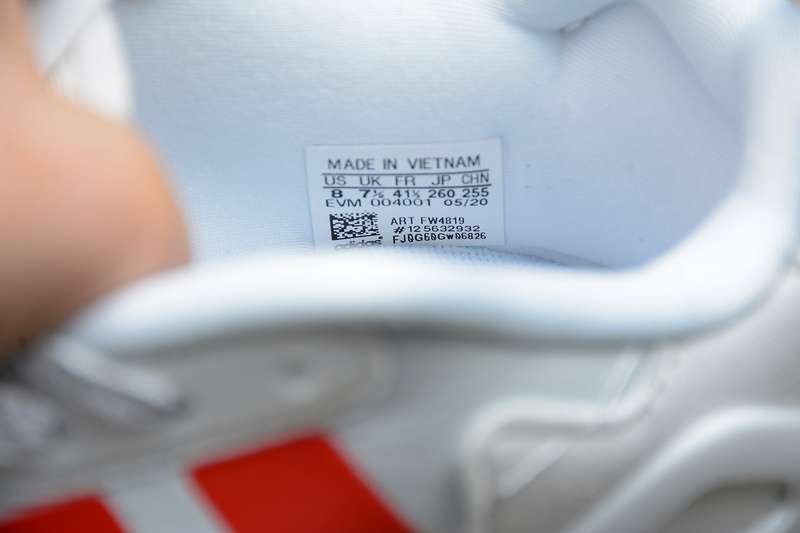 MADE IN VIETNAM
US UK FR JP CHN
8 7½ 41⅓ 260 255
EVM 004001 05/20
ART FW4819
#125632932
FJ0G60GW06826
adidas